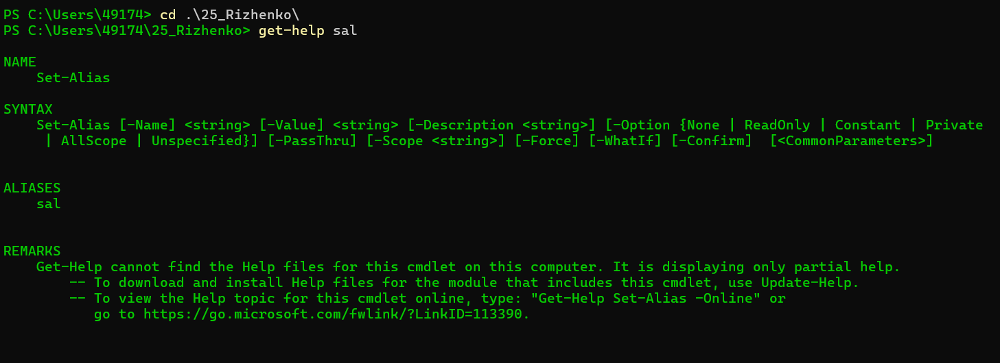 PS C:\Users\49174> cd .\25_Rizhenko\
PS C:\Users\49174\25_Rizhenko> get-help sal
NAME
    Set-Alias
SYNTAX
    Set-Alias [-Name] <string> [-Value] <string> [-Description <string>] [-Option {None | ReadOnly | Constant | Private
     | AllScope | Unspecified}] [-PassThru] [-Scope <string>] [-Force] [-WhatIf] [-Confirm]  [<CommonParameters>]
ALIASES
    sal
REMARKS
    Get-Help cannot find the Help files for this cmdlet on this computer. It is displaying only partial help.
        -- To download and install Help files for the module that includes this cmdlet, use Update-Help.
        -- To view the Help topic for this cmdlet online, type: "Get-Help Set-Alias -Online" or
           go to https://go.microsoft.com/fwlink/?LinkID=113390.